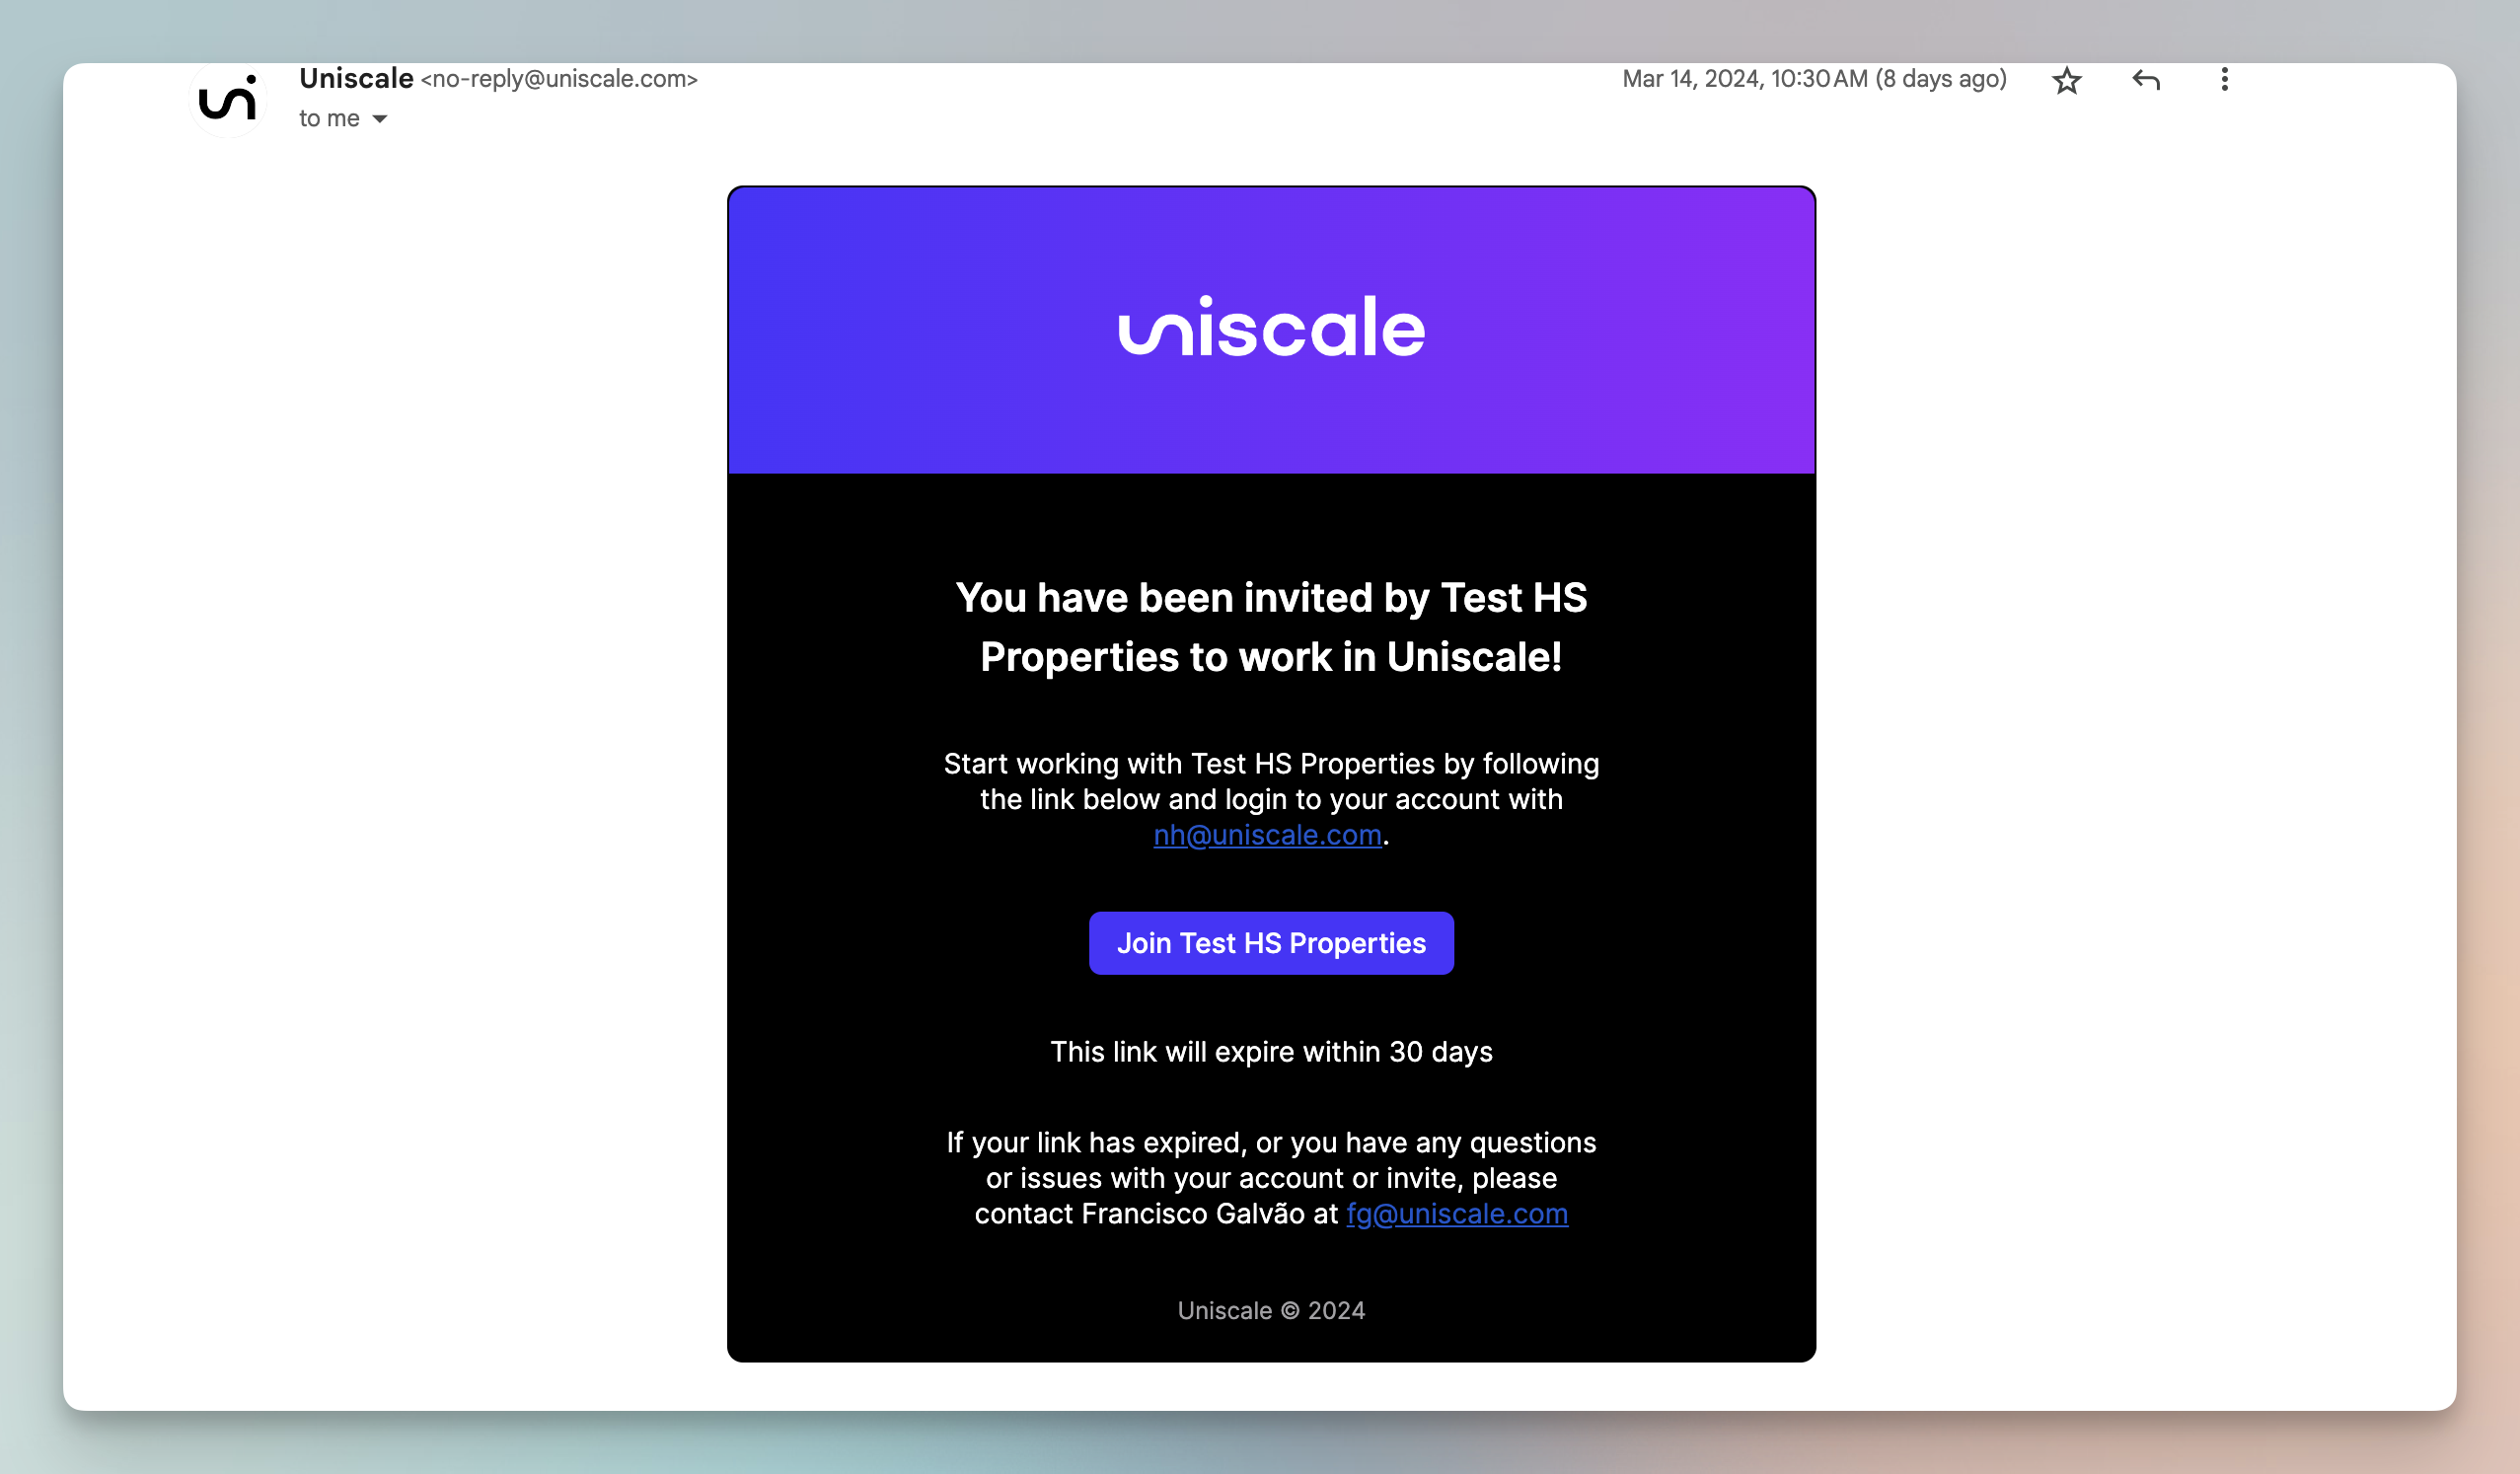 Uniscale <no-reply@uniscale.com>
Mar 14, 2024, 10:30 AM (8 days ago)
to me
uniscale
You have been invited by Test HS
Properties to work in Uniscale!
Start working with Test HS Properties by following
the link below and login to your account with
nh@uniscale.com.
Join Test HS Properties
This link will expire within 30 days
If your link has expired, or you have any questions
or issues with your account or invite, please
contact Francisco Galvão at fg@uniscale.com
Uniscale © 2024